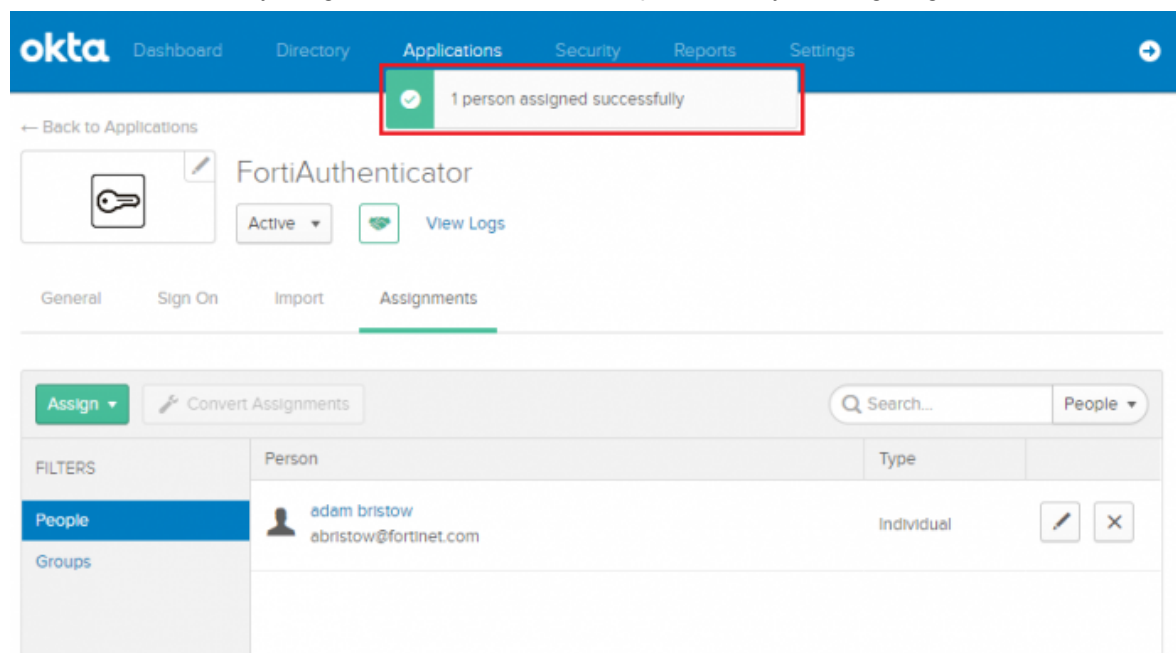 okta Dashboard Directory Applications Security Reports Settings
1 person assigned successfully
← Back to Applications
FortiAuthenticator
Active View Logs
General Sign On Import Assignments
Assign Convert Assignments Search... People
FILTERS Person Type
People adam bristow
abristow@fortinet.com Individual
Groups